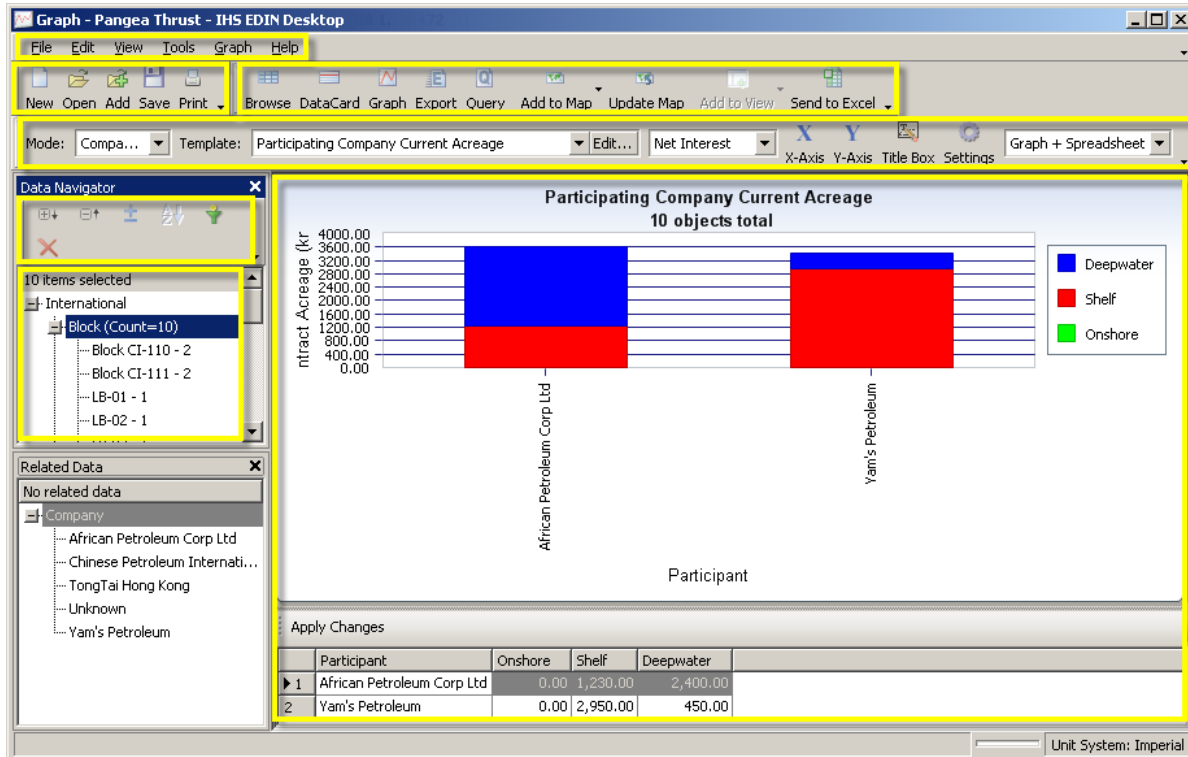 Graph - Pangea Thrust - IHS EDIN Desktop
File Edit View Tools Graph Help
New Open Add Save Print Browse DataCard Graph Export Query Add to Map Update Map Add to View Send to Excel
Mode: Compa... Template: Participating Company Current Acreage Edit... Net Interest X-Axis Y-Axis Title Box Settings Graph + Spreadsheet
Data Navigator
10 items selected
International
Block (Count=10)
Block CI-110 - 2
Block CI-111 - 2
LB-01 - 1
LB-02 - 1
Related Data
No related data
Company
African Petroleum Corp Ltd
Chinese Petroleum Internati...
TongTai Hong Kong
Unknown
Yam's Petroleum
Participating Company Current Acreage
10 objects total
ntract Acreage (kr
4000.00
3600.00
3200.00
2800.00
2400.00
2000.00
1600.00
1200.00
800.00
400.00
0.00
Deepwater
Shelf
Onshore
African Petroleum Corp Ltd
Yam's Petroleum
Participant
Apply Changes
Participant Onshore Shelf Deepwater
1 African Petroleum Corp Ltd 0.00 1,230.00 2,400.00
2 Yam's Petroleum 0.00 2,950.00 450.00
Unit System: Imperial